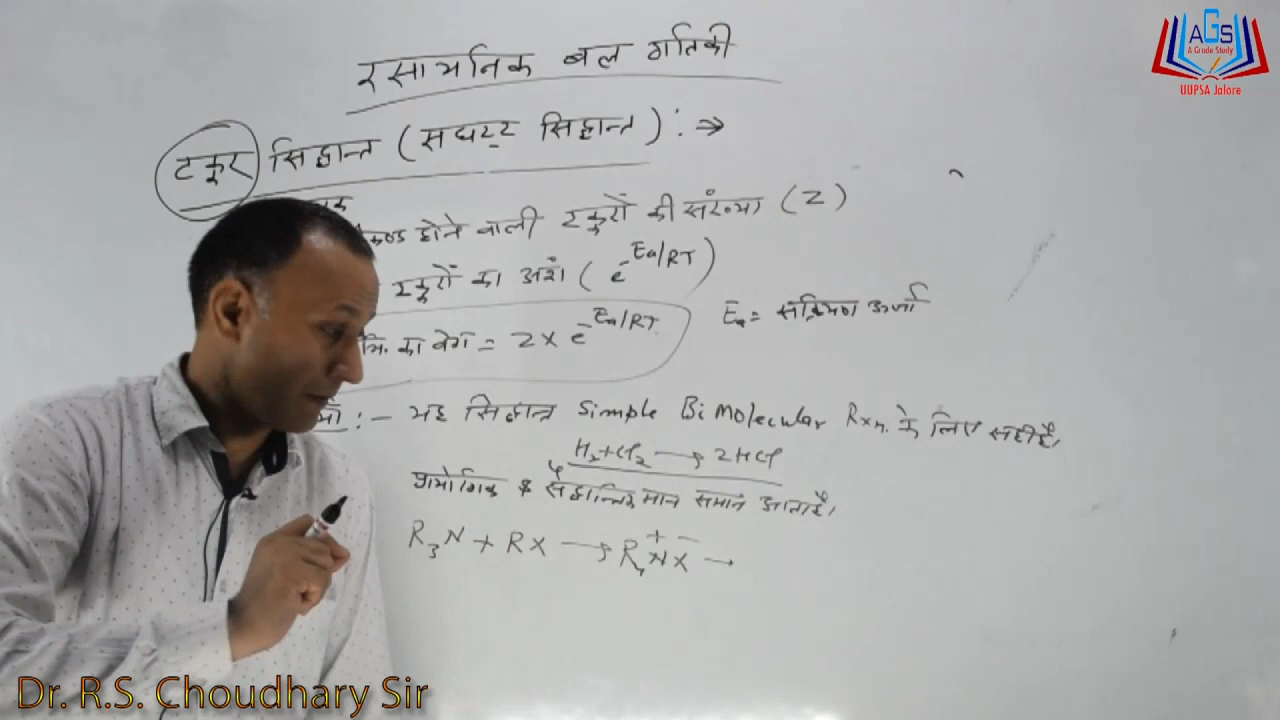 रसायनिक बल गतिकी
टक्कर सिद्धान्त (संघट्ट सिद्धान्त) : ⇒
होने वाली टक्करों की संख्या (Z)
टक्करों का अंश ( e^-Ea/RT )
का वेग = Z x e^-Ea/RT
Ea = सक्रियण ऊर्जा
:- यह सिद्धान्त Simple Bi Molecular Rxn. के लिए सही है,
H2+Cl2 → 2HCl
प्रायोगिक & सैद्धान्तिक मान समान आता है,
R3N + RX → R4N+X- →
AGS
A Grade Study
UUPSA Jalore
Dr. R.S. Choudhary Sir